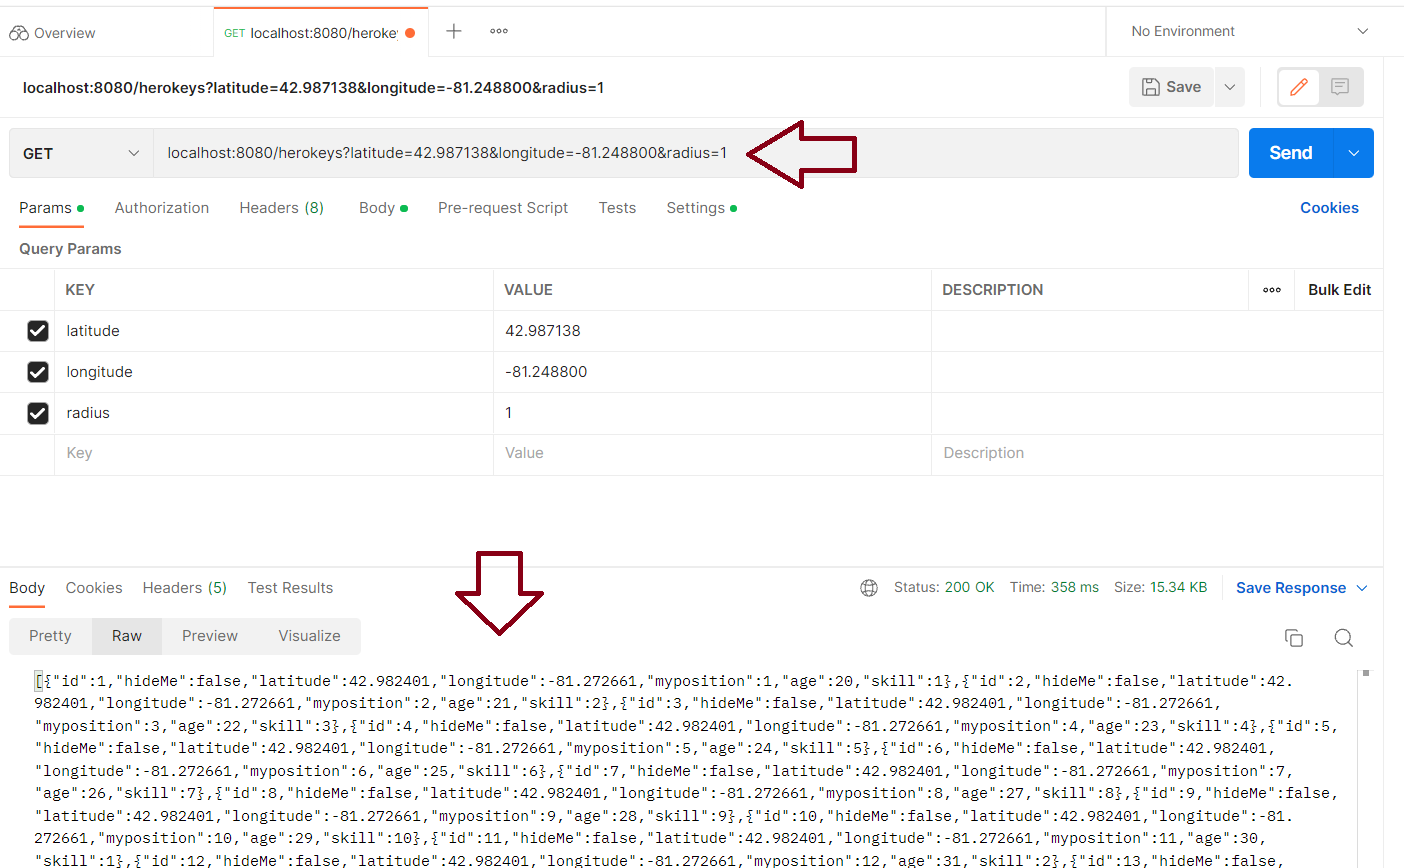 Overview
GET localhost:8080/heroke
No Environment
localhost:8080/herokeys?latitude=42.987138&longitude=-81.248800&radius=1
Save
GET
localhost:8080/herokeys?latitude=42.987138&longitude=-81.248800&radius=1
Send
Params Authorization Headers (8) Body Pre-request Script Tests Settings Cookies
Query Params
KEY VALUE DESCRIPTION Bulk Edit
latitude 42.987138
longitude -81.248800
radius 1
Key Value Description
Body Cookies Headers (5) Test Results Status: 200 OK Time: 358 ms Size: 15.34 KB Save Response
Pretty Raw Preview Visualize
[{"id":1,"hideMe":false,"latitude":42.982401,"longitude":-81.272661,"myposition":1,"age":20,"skill":1},{"id":2,"hideMe":false,"latitude":42.
982401,"longitude":-81.272661,"myposition":2,"age":21,"skill":2},{"id":3,"hideMe":false,"latitude":42.982401,"longitude":-81.272661,
"myposition":3,"age":22,"skill":3},{"id":4,"hideMe":false,"latitude":42.982401,"longitude":-81.272661,"myposition":4,"age":23,"skill":4},{"id":5,
"hideMe":false,"latitude":42.982401,"longitude":-81.272661,"myposition":5,"age":24,"skill":5},{"id":6,"hideMe":false,"latitude":42.982401,
"longitude":-81.272661,"myposition":6,"age":25,"skill":6},{"id":7,"hideMe":false,"latitude":42.982401,"longitude":-81.272661,"myposition":7,
"age":26,"skill":7},{"id":8,"hideMe":false,"latitude":42.982401,"longitude":-81.272661,"myposition":8,"age":27,"skill":8},{"id":9,"hideMe":false,
"latitude":42.982401,"longitude":-81.272661,"myposition":9,"age":28,"skill":9},{"id":10,"hideMe":false,"latitude":42.982401,"longitude":-81.
272661,"myposition":10,"age":29,"skill":10},{"id":11,"hideMe":false,"latitude":42.982401,"longitude":-81.272661,"myposition":11,"age":30,
"skill":1},{"id":12,"hideMe":false,"latitude":42.982401,"longitude":-81.272661,"myposition":12,"age":31,"skill":2},{"id":13,"hideMe":false,